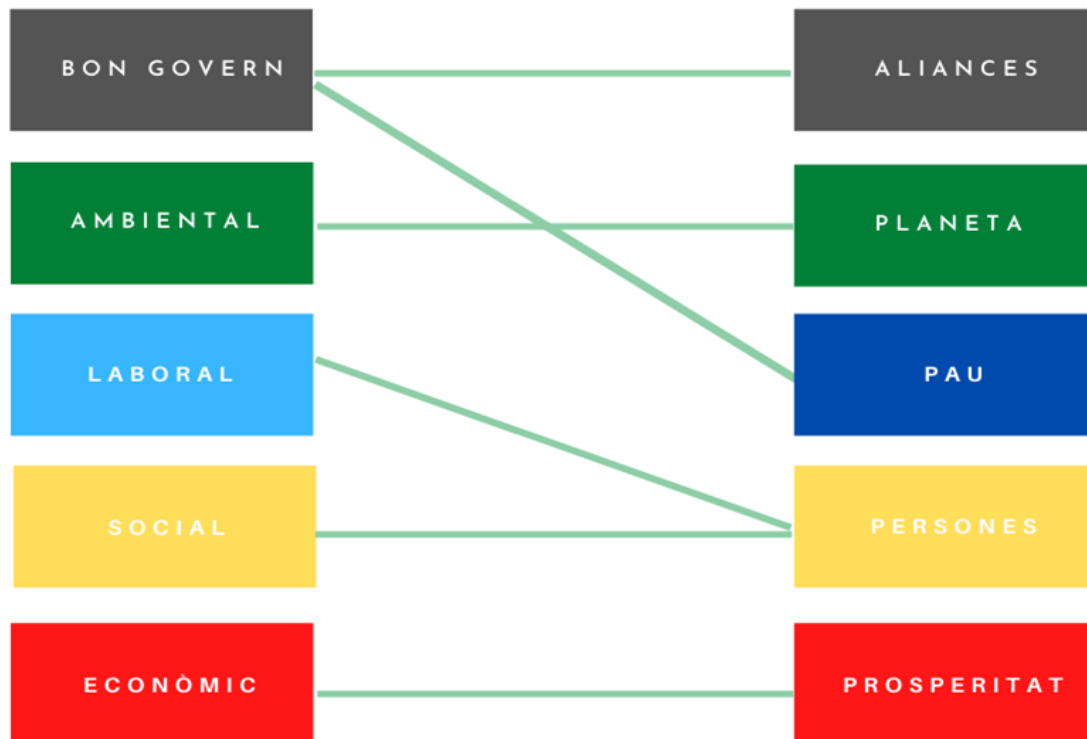 BON GOVERN
ALIANCES
AMBIENTAL
PLANETA
LABORAL
PAU
SOCIAL
PERSONES
ECONÒMIC
PROSPERITAT